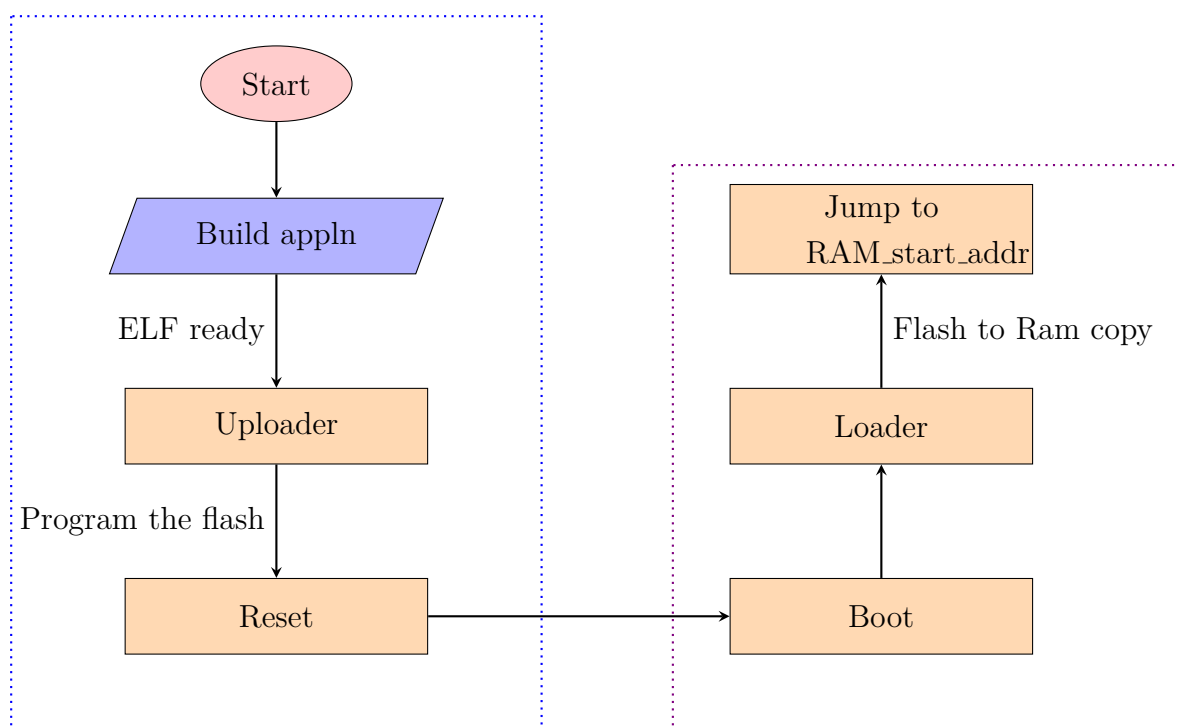 Start
Build appln
ELF ready
Uploader
Program the flash
Reset
Jump to
RAM_start_addr
Flash to Ram copy
Loader
Boot